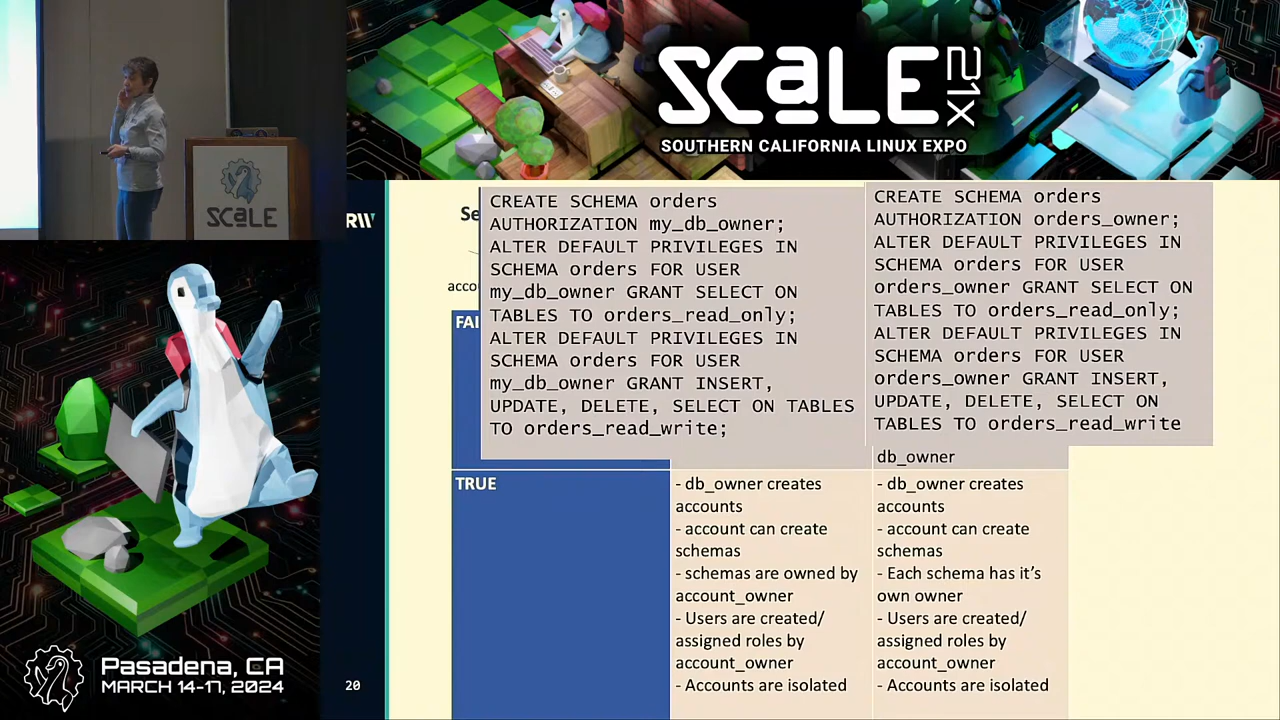 SCaLE 21X
SOUTHERN CALIFORNIA LINUX EXPO
SCaLE
RW
Se
accou
CREATE SCHEMA orders
AUTHORIZATION my_db_owner;
ALTER DEFAULT PRIVILEGES IN
SCHEMA orders FOR USER
my_db_owner GRANT SELECT ON
TABLES TO orders_read_only;
ALTER DEFAULT PRIVILEGES IN
SCHEMA orders FOR USER
my_db_owner GRANT INSERT,
UPDATE, DELETE, SELECT ON TABLES
TO orders_read_write;
CREATE SCHEMA orders
AUTHORIZATION orders_owner;
ALTER DEFAULT PRIVILEGES IN
SCHEMA orders FOR USER
orders_owner GRANT SELECT ON
TABLES TO orders_read_only;
ALTER DEFAULT PRIVILEGES IN
SCHEMA orders FOR USER
orders_owner GRANT INSERT,
UPDATE, DELETE, SELECT ON
TABLES TO orders_read_write
db_owner
TRUE
- db_owner creates
accounts
- account can create
schemas
- schemas are owned by
account_owner
- Users are created/
assigned roles by
account_owner
- Accounts are isolated
- db_owner creates
accounts
- account can create
schemas
- Each schema has it's
own owner
- Users are created/
assigned roles by
account_owner
- Accounts are isolated
Pasadena, CA
MARCH 14-17, 2024
20